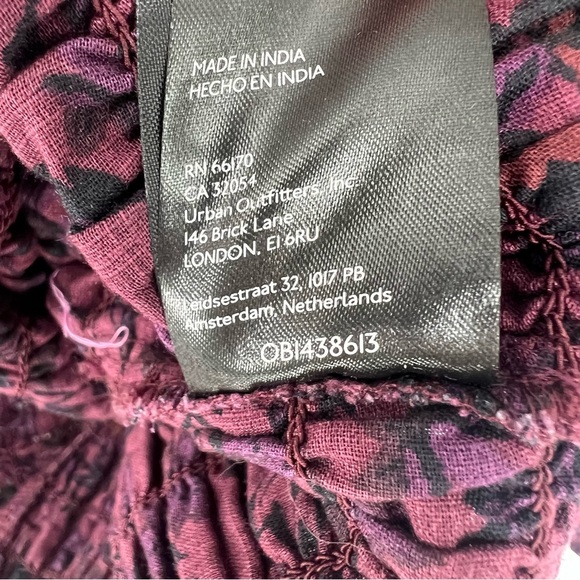 MADE IN INDIA
HECHO EN INDIA
RN 66170
CA 32054
Urban Outfitters, Inc.
146 Brick Lane,
LONDON. E1 6RU
Leidsestraat 32, 1017 PB
Amsterdam, Netherlands
OB1438613